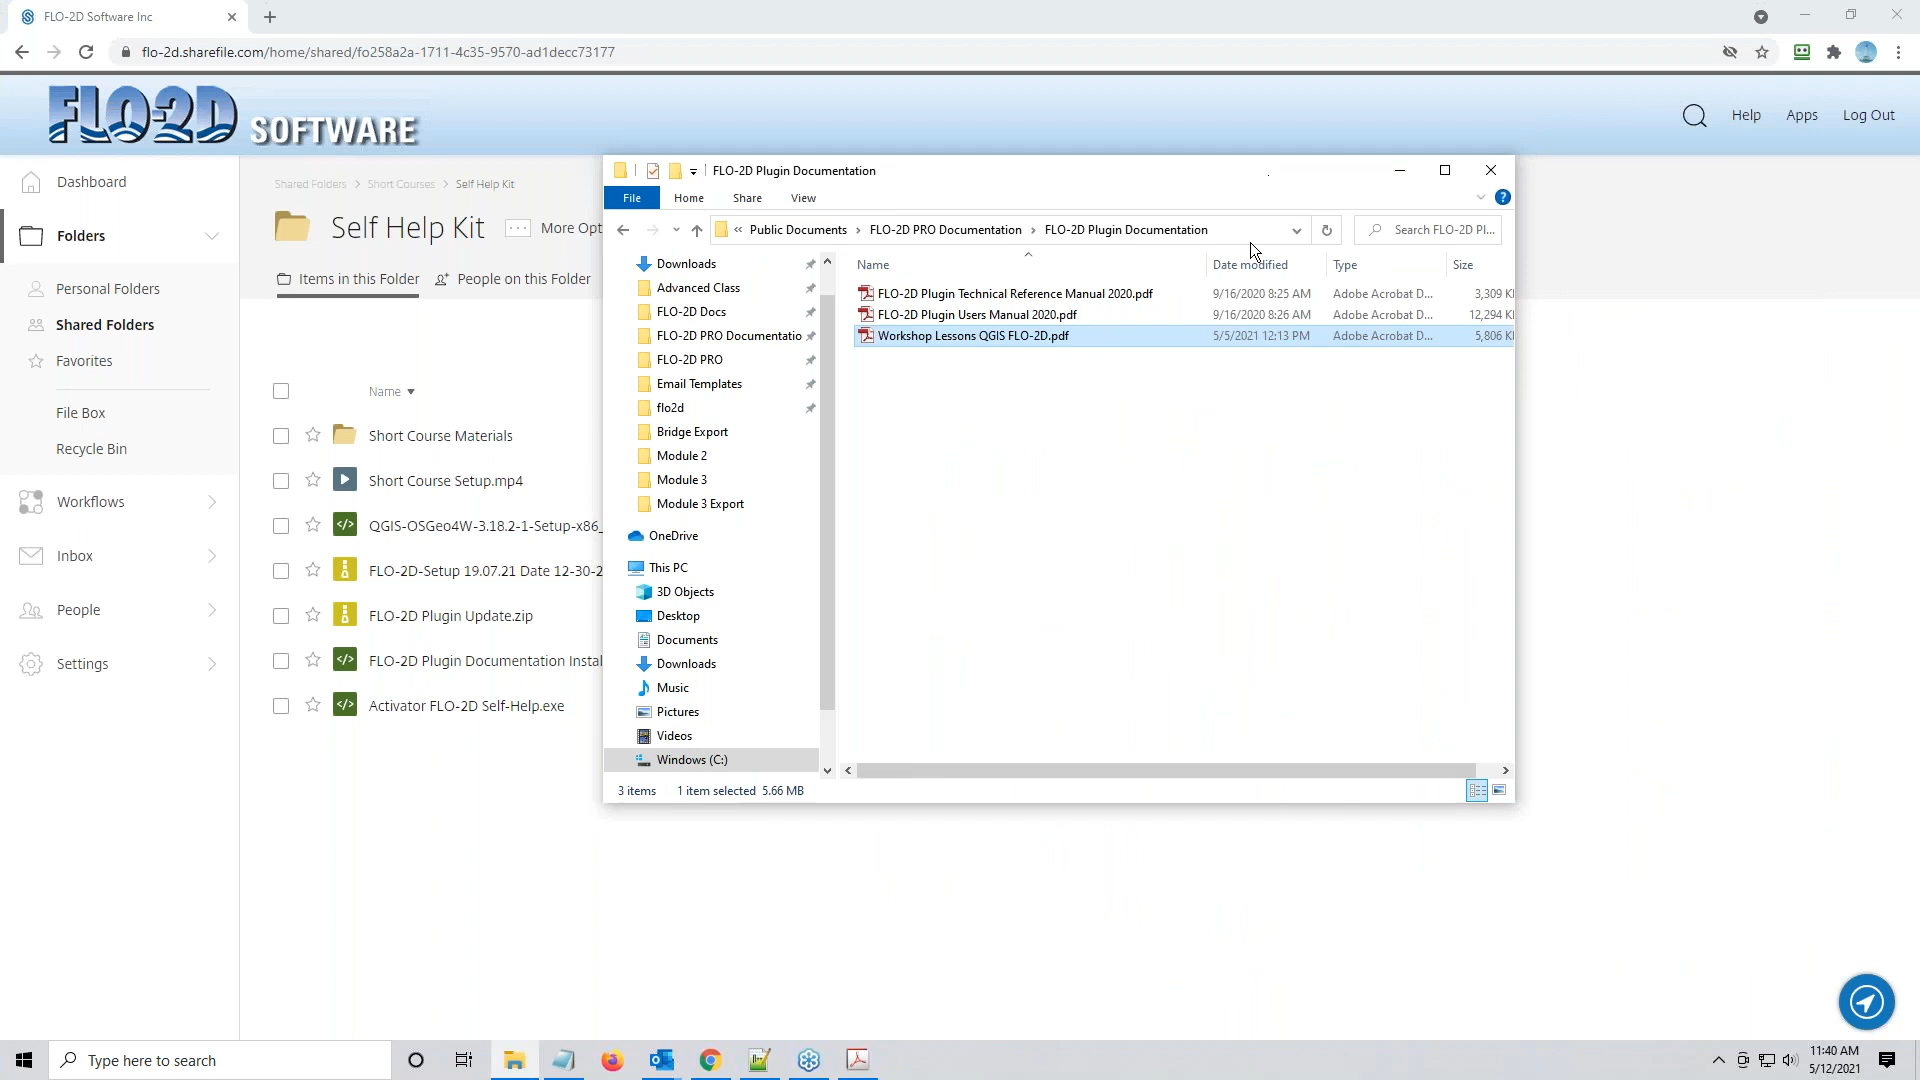 FLO-2D Software Inc
flo-2d.sharefile.com/home/shared/fo258a2a-1711-4c35-9570-ad1decc73177
FLO-2D SOFTWARE
Help Apps Log Out
Dashboard
Folders
Personal Folders
Shared Folders
Favorites
File Box
Recycle Bin
Workflows
Inbox
People
Settings
Shared Folders > Short Courses > Self Help Kit
Self Help Kit ... More Opt
Items in this Folder People on this Folder
Name
Short Course Materials
Short Course Setup.mp4
QGIS-OSGeo4W-3.18.2-1-Setup-x86_
FLO-2D-Setup 19.07.21 Date 12-30-2
FLO-2D Plugin Update.zip
FLO-2D Plugin Documentation Instal
Activator FLO-2D Self-Help.exe
FLO-2D Plugin Documentation
File Home Share View
« Public Documents > FLO-2D PRO Documentation > FLO-2D Plugin Documentation
Search FLO-2D Pl...
Downloads
Advanced Class
FLO-2D Docs
FLO-2D PRO Documentatio
FLO-2D PRO
Email Templates
flo2d
Bridge Export
Module 2
Module 3
Module 3 Export
OneDrive
This PC
3D Objects
Desktop
Documents
Downloads
Music
Pictures
Videos
Windows (C:)
Name Date modified Type Size
FLO-2D Plugin Technical Reference Manual 2020.pdf 9/16/2020 8:25 AM Adobe Acrobat D... 3,309 K
FLO-2D Plugin Users Manual 2020.pdf 9/16/2020 8:26 AM Adobe Acrobat D... 12,294 K
Workshop Lessons QGIS FLO-2D.pdf 5/5/2021 12:13 PM Adobe Acrobat D... 5,806 K
3 items 1 item selected 5.66 MB
Type here to search
11:40 AM
5/12/2021